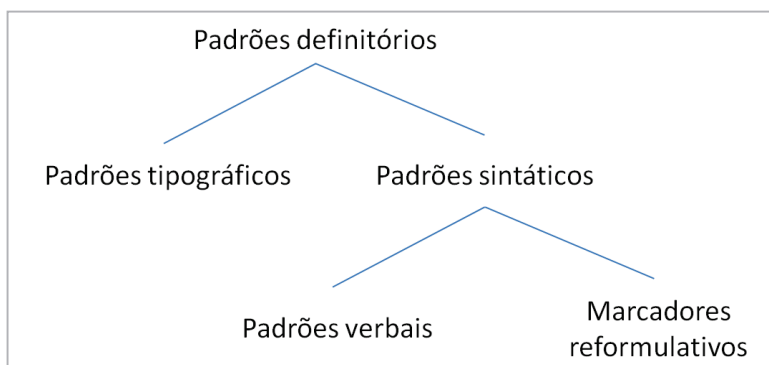 Padrões definitórios
Padrões tipográficos
Padrões sintáticos
Padrões verbais
Marcadores
reformulativos